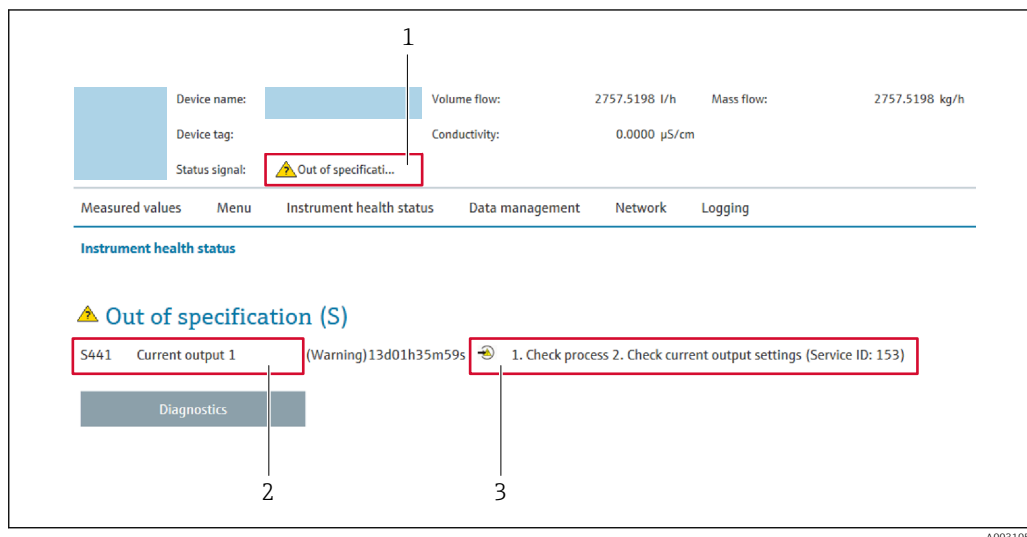 1
Device name:
Volume flow: 2757.5198 l/h
Mass flow: 2757.5198 kg/h
Device tag:
Conductivity: 0.0000 µS/cm
Status signal: Out of specificati...
Measured values Menu Instrument health status Data management Network Logging
Instrument health status
Out of specification (S)
S441 Current output 1 (Warning)13d01h35m59s 1. Check process 2. Check current output settings (Service ID: 153)
Diagnostics
2
3